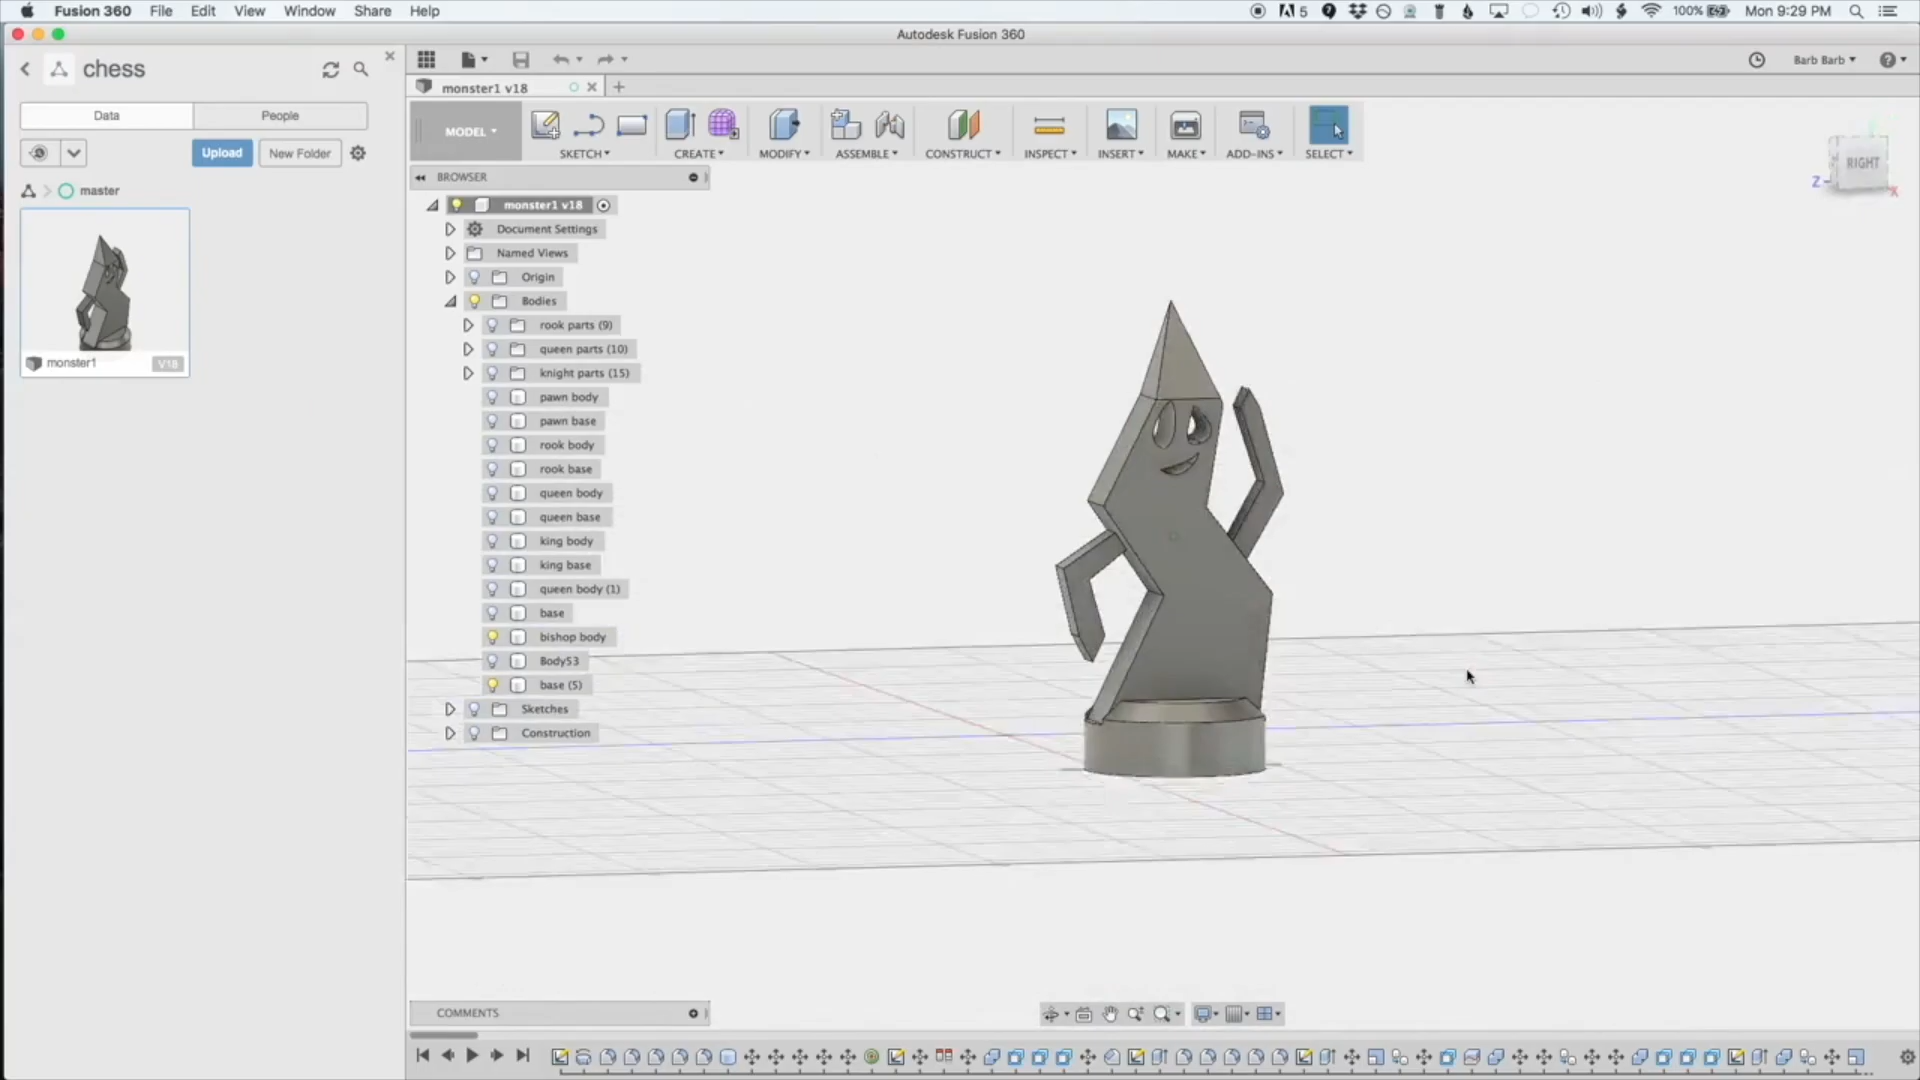 Fusion 360 File Edit View Window Share Help 5 100% Mon 9:29 PM
Autodesk Fusion 360
chess
Barb Barb
monster1 v18
Data People
Upload New Folder
MODEL SKETCH CREATE MODIFY ASSEMBLE CONSTRUCT INSPECT INSERT MAKE ADD-INS SELECT
RIGHT
Z
X
BROWSER
master
monster1 v18
Document Settings
Named Views
Origin
Bodies
rook parts (9)
queen parts (10)
monster1 V18
knight parts (15)
pawn body
pawn base
rook body
rook base
queen body
queen base
king body
king base
queen body (1)
base
bishop body
Body53
base (5)
Sketches
Construction
COMMENTS